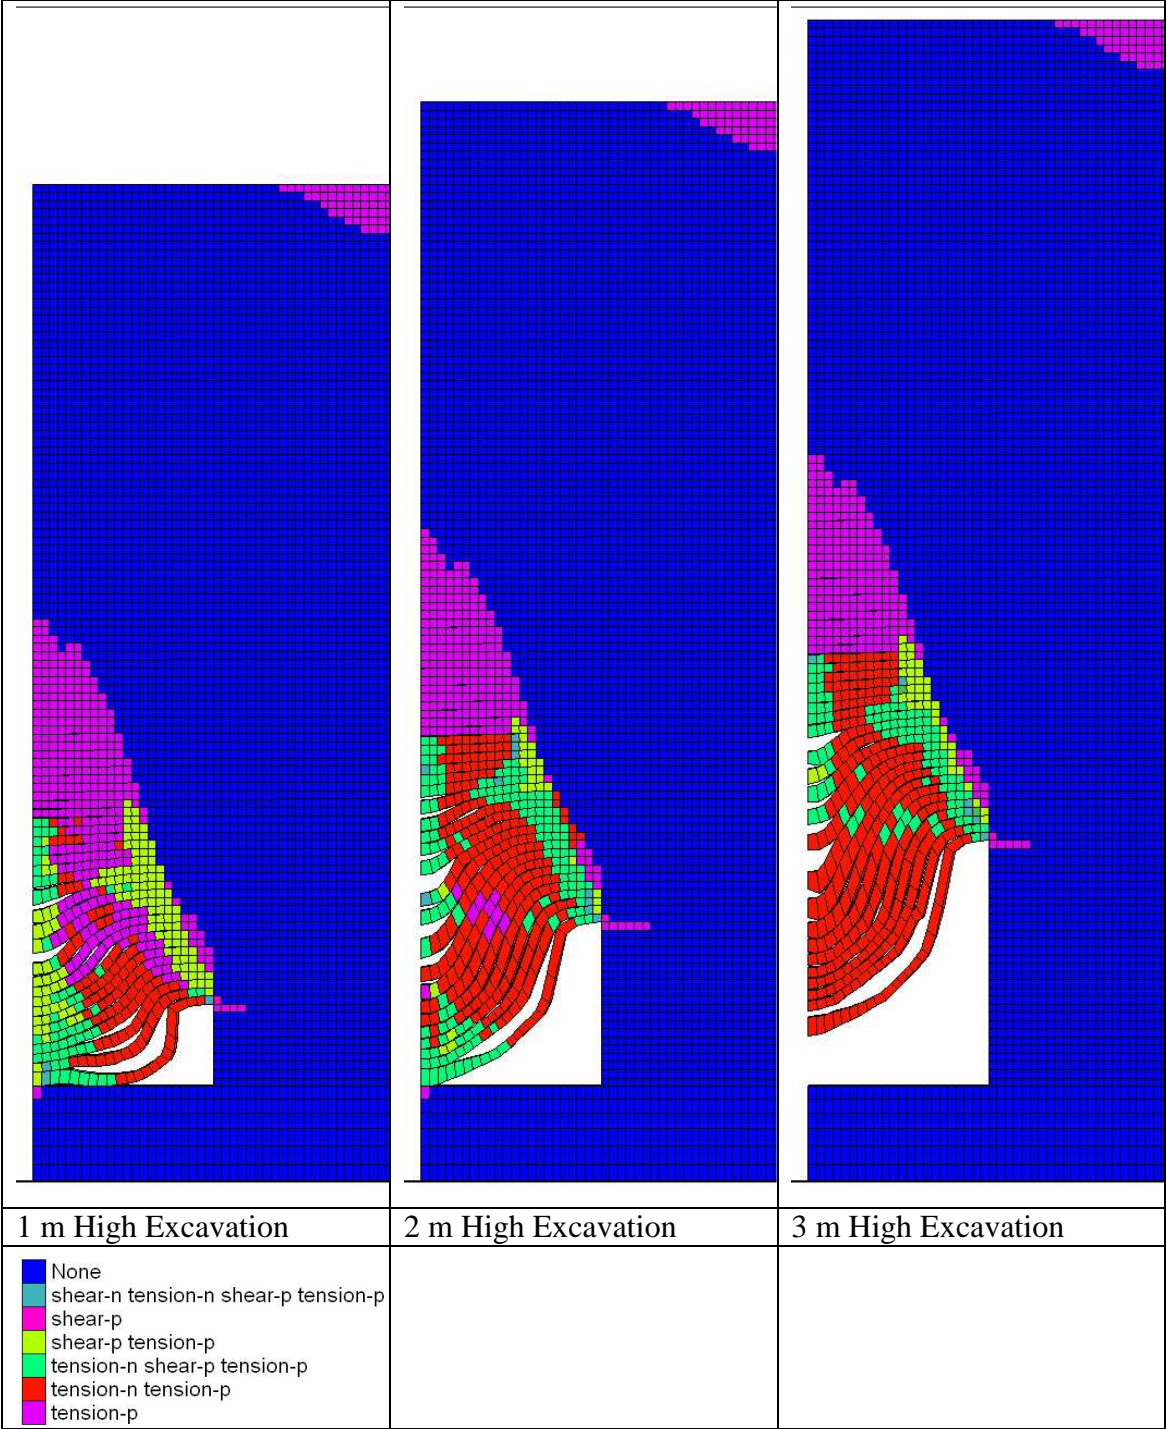 1 m High Excavation
2 m High Excavation
3 m High Excavation
None
shear-n tension-n shear-p tension-p
shear-p
shear-p tension-p
tension-n shear-p tension-p
tension-n tension-p
tension-p